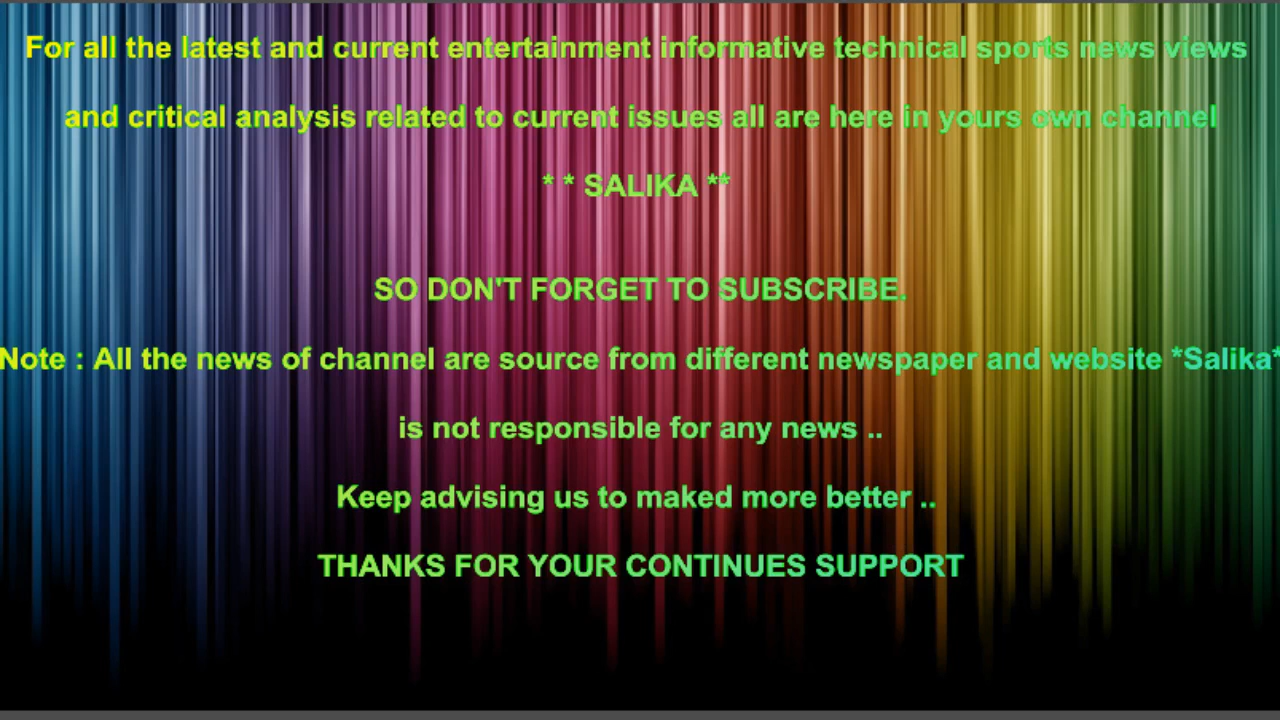 For all the latest and current entertainment informative technical sports news views
and critical analysis related to current issues all are here in yours own channel
* * SALIKA **
SO DON'T FORGET TO SUBSCRIBE.
Note : All the news of channel are source from different newspaper and website *Salika*
is not responsible for any news ..
Keep advising us to maked more better ..
THANKS FOR YOUR CONTINUES SUPPORT